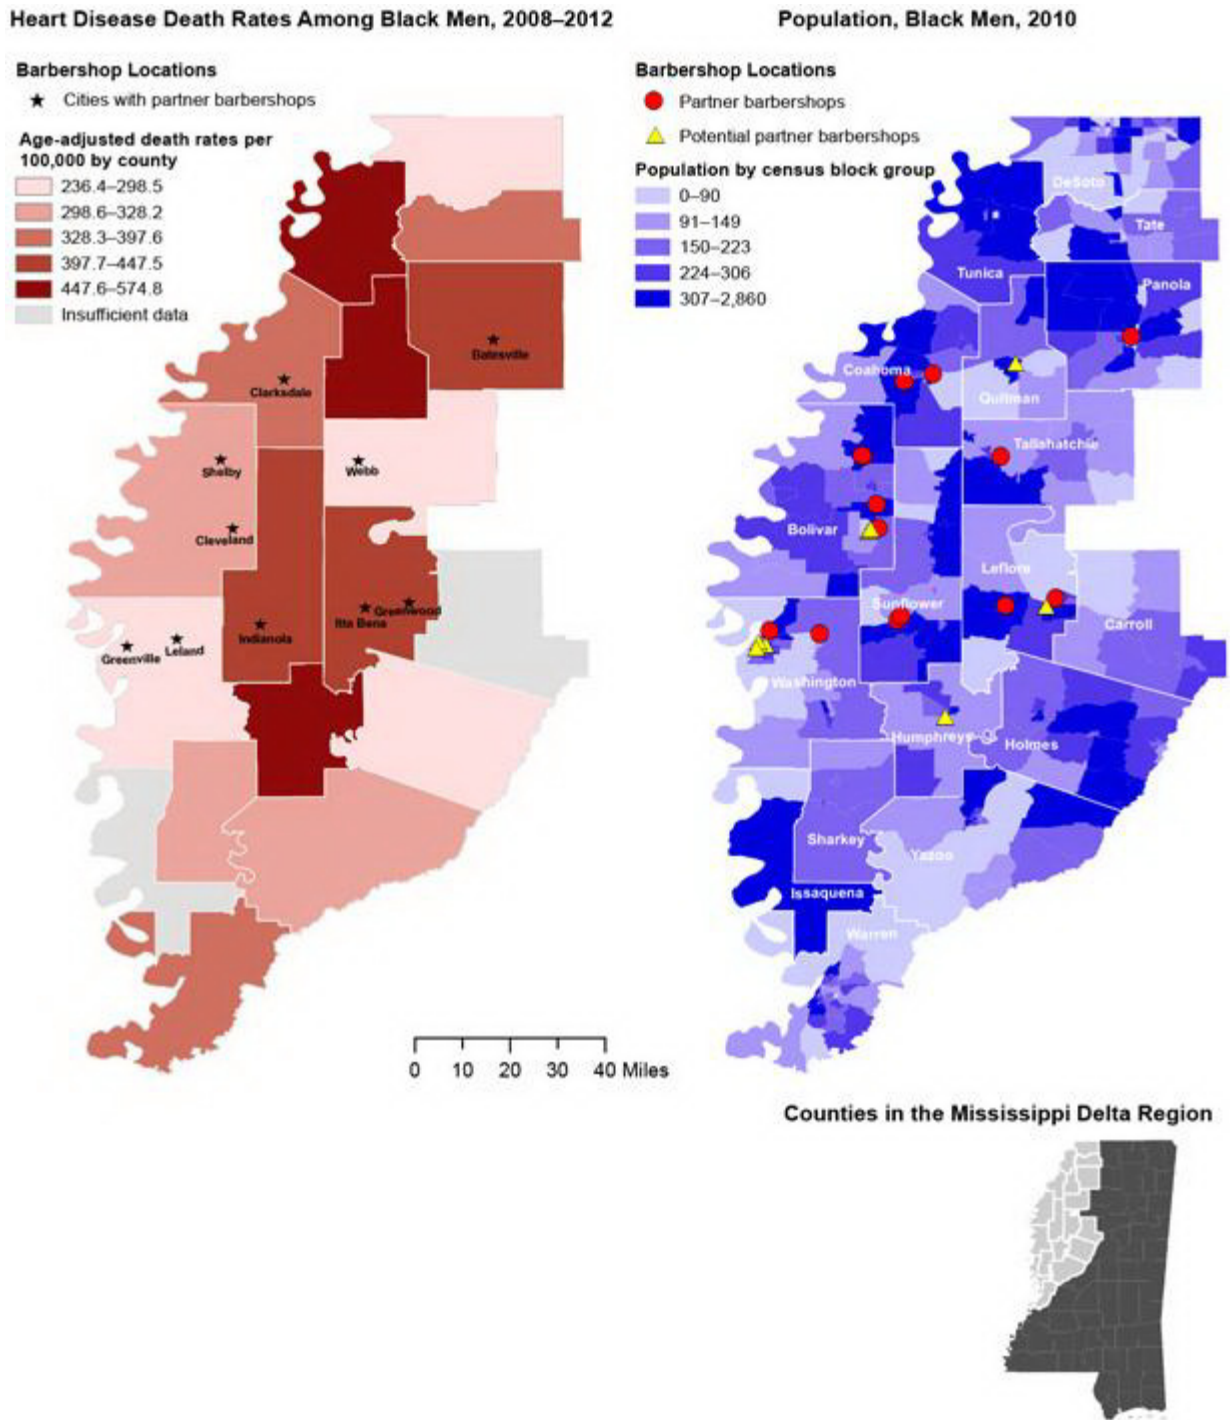 Heart Disease Death Rates Among Black Men, 2008–2012
Barbershop Locations
Cities with partner barbershops
Age-adjusted death rates per
100,000 by county
236.4–298.5
298.6–328.2
328.3–397.6
397.7–447.5
447.6–574.8
Insufficient data
Batesville
Clarksdale
Shelby
Webb
Cleveland
Greenwood
Itta Bena
Indianola
Greenville
Leland
0 10 20 30 40 Miles
Population, Black Men, 2010
Barbershop Locations
Partner barbershops
Potential partner barbershops
Population by census block group
0–90
91–149
150–223
224–306
307–2,860
DeSoto
Tate
Tunica
Panola
Coahoma
Quitman
Tallahatchie
Bolivar
Leflore
Sunflower
Carroll
Washington
Humphreys
Holmes
Sharkey
Yazoo
Issaquena
Warren
Counties in the Mississippi Delta Region